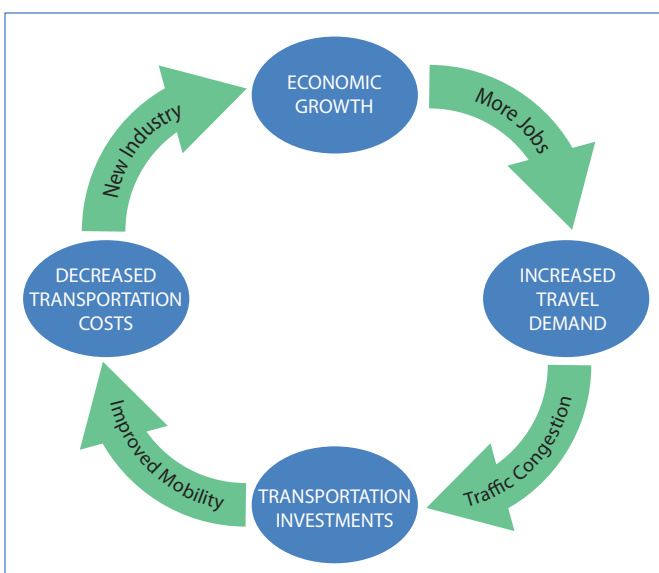 ECONOMIC
GROWTH
More Jobs
INCREASED
TRAVEL
DEMAND
Traffic Congestion
TRANSPORTATION
INVESTMENTS
Improved Mobility
DECREASED
TRANSPORTATION
COSTS
New Industry